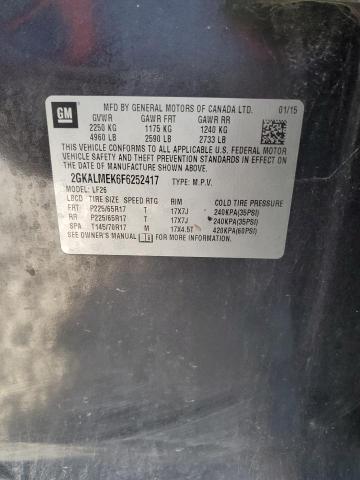 GM
MFD BY GENERAL MOTORS OF CANADA LTD. 01/15
GVWR GAWR FRT GAWR RR
2250 KG 1175 KG 1240 KG
4960 LB 2590 LB 2733 LB
THIS VEHICLE CONFORMS TO ALL APPLICABLE U.S. FEDERAL
MOTOR VEHICLE SAFETY, BUMPER, AND THEFT PREVENTION
STANDARDS IN EFFECT ON THE DATE OF
MANUFACTURE SHOWN ABOVE.
2GKALMEK6F6252417 TYPE: M.P.V.
MODEL: LF26
LBCD TIRE SIZE SPEED RTG RIM COLD TIRE PRESSURE
FRT P225/65R17 T 17X7J 240KPA(35PSI)
RR P225/65R17 T 17X7J 240KPA(35PSI)
SPA T145/70R17 M 17X4.5T 420KPA(60PSI)
SEE OWNER'S MANUAL FOR MORE INFORMATION.